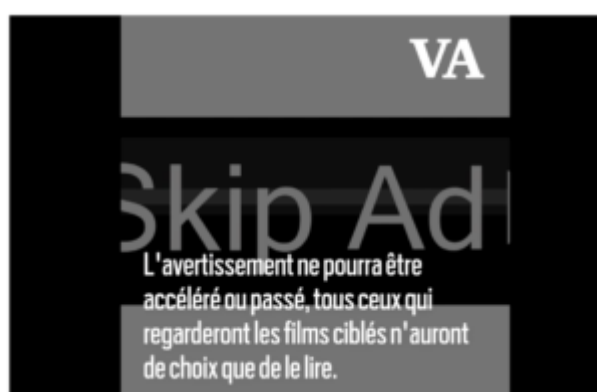 VA
Skip Ad
L'avertissement ne pourra être
accéléré ou passé, tous ceux qui
regarderont les films ciblés n'auront
de choix que de le lire.